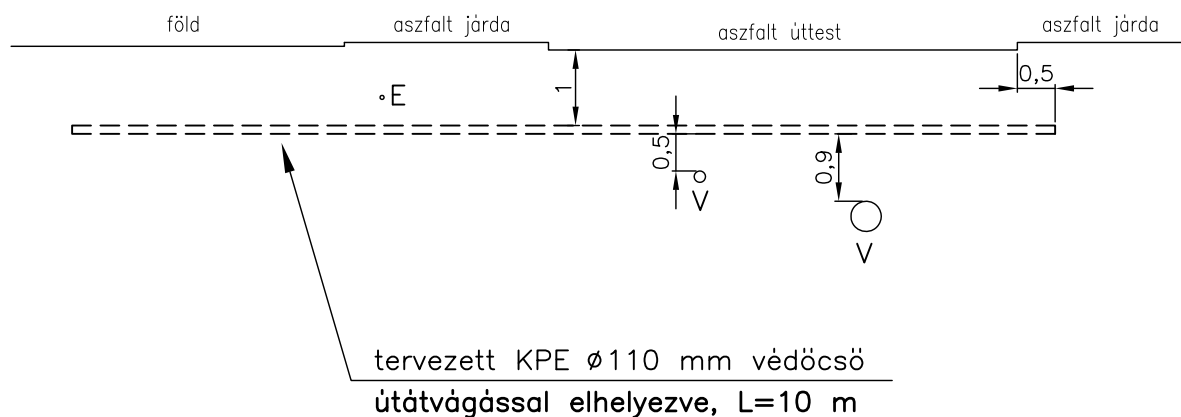 föld
aszfalt járda
aszfalt úttest
aszfalt járda
0,5
1
E
0,5
0,9
V
V
tervezett KPE ø110 mm védöcsö
útátvágással elhelyezve, L=10 m